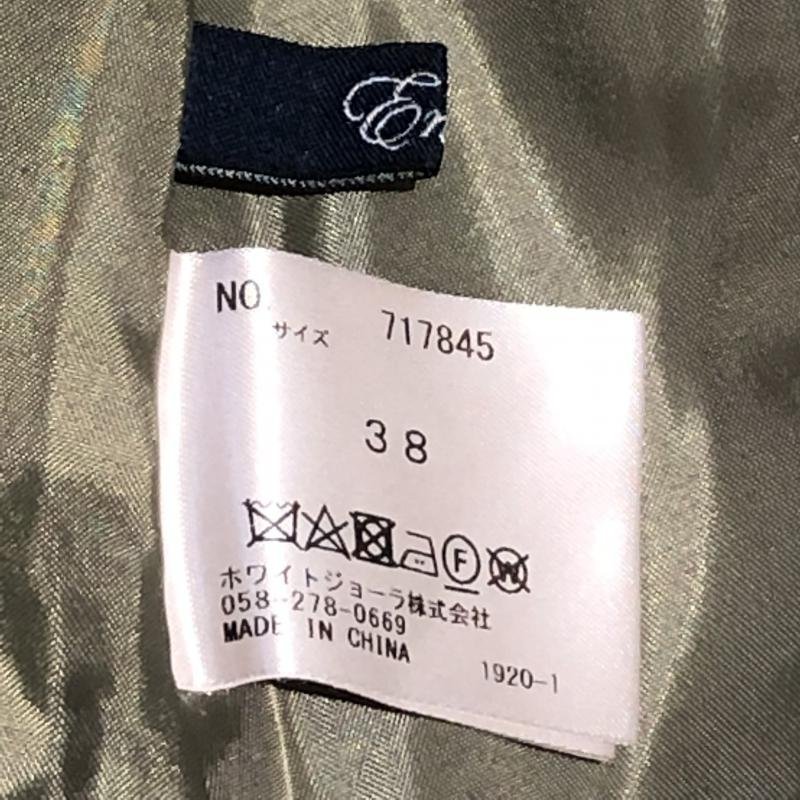 En
NO. 717845
サイズ
38
F
W
ホワイトジョーラ株式会社
058-278-0669
MADE IN CHINA
1920-1